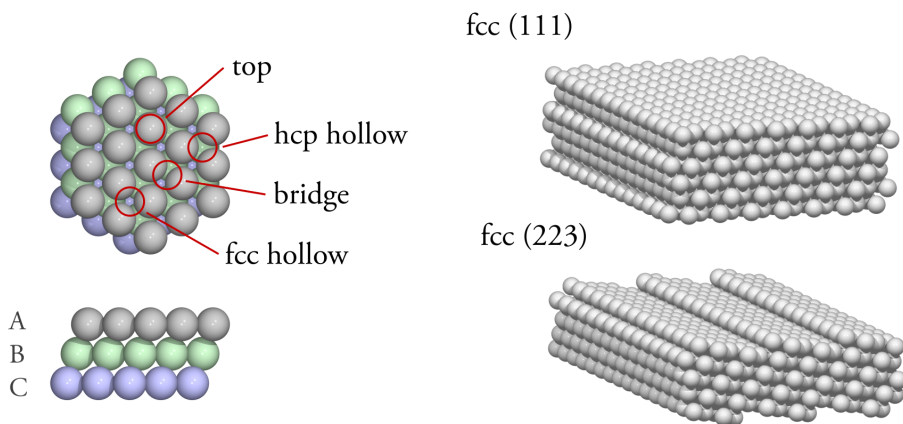 top
hcp hollow
bridge
fcc hollow
A
B
C
fcc (111)
fcc (223)